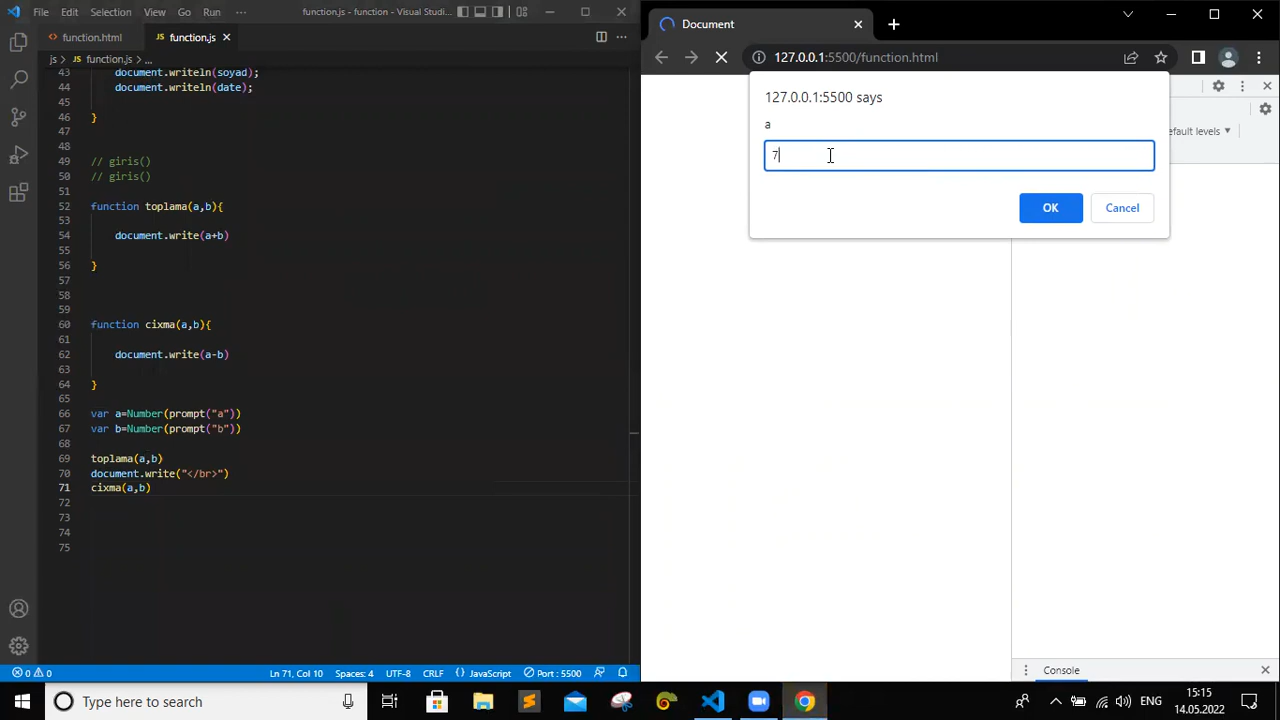 File Edit Selection View Go Run ··· function.js - function - Visual Studi...
function.html function.js
js > function.js > ...
43 document.writeln(soyad);
44 document.writeln(date);
45
46 }
47
48
49 // giris()
50 // giris()
51
52 function toplama(a,b){
53
54 document.write(a+b)
55
56 }
57
58
59
60 function cixma(a,b){
61
62 document.write(a-b)
63
64 }
65
66 var a=Number(prompt("a"))
67 var b=Number(prompt("b"))
68
69 toplama(a,b)
70 document.write("</br>")
71 cixma(a,b)
72
73
74
75
0 0 Ln 71, Col 10 Spaces: 4 UTF-8 CRLF JavaScript Port : 5500
Document
127.0.0.1:5500/function.html
127.0.0.1:5500 says
a
7
OK Cancel
efault levels
Console
Type here to search
ENG
15:15
14.05.2022